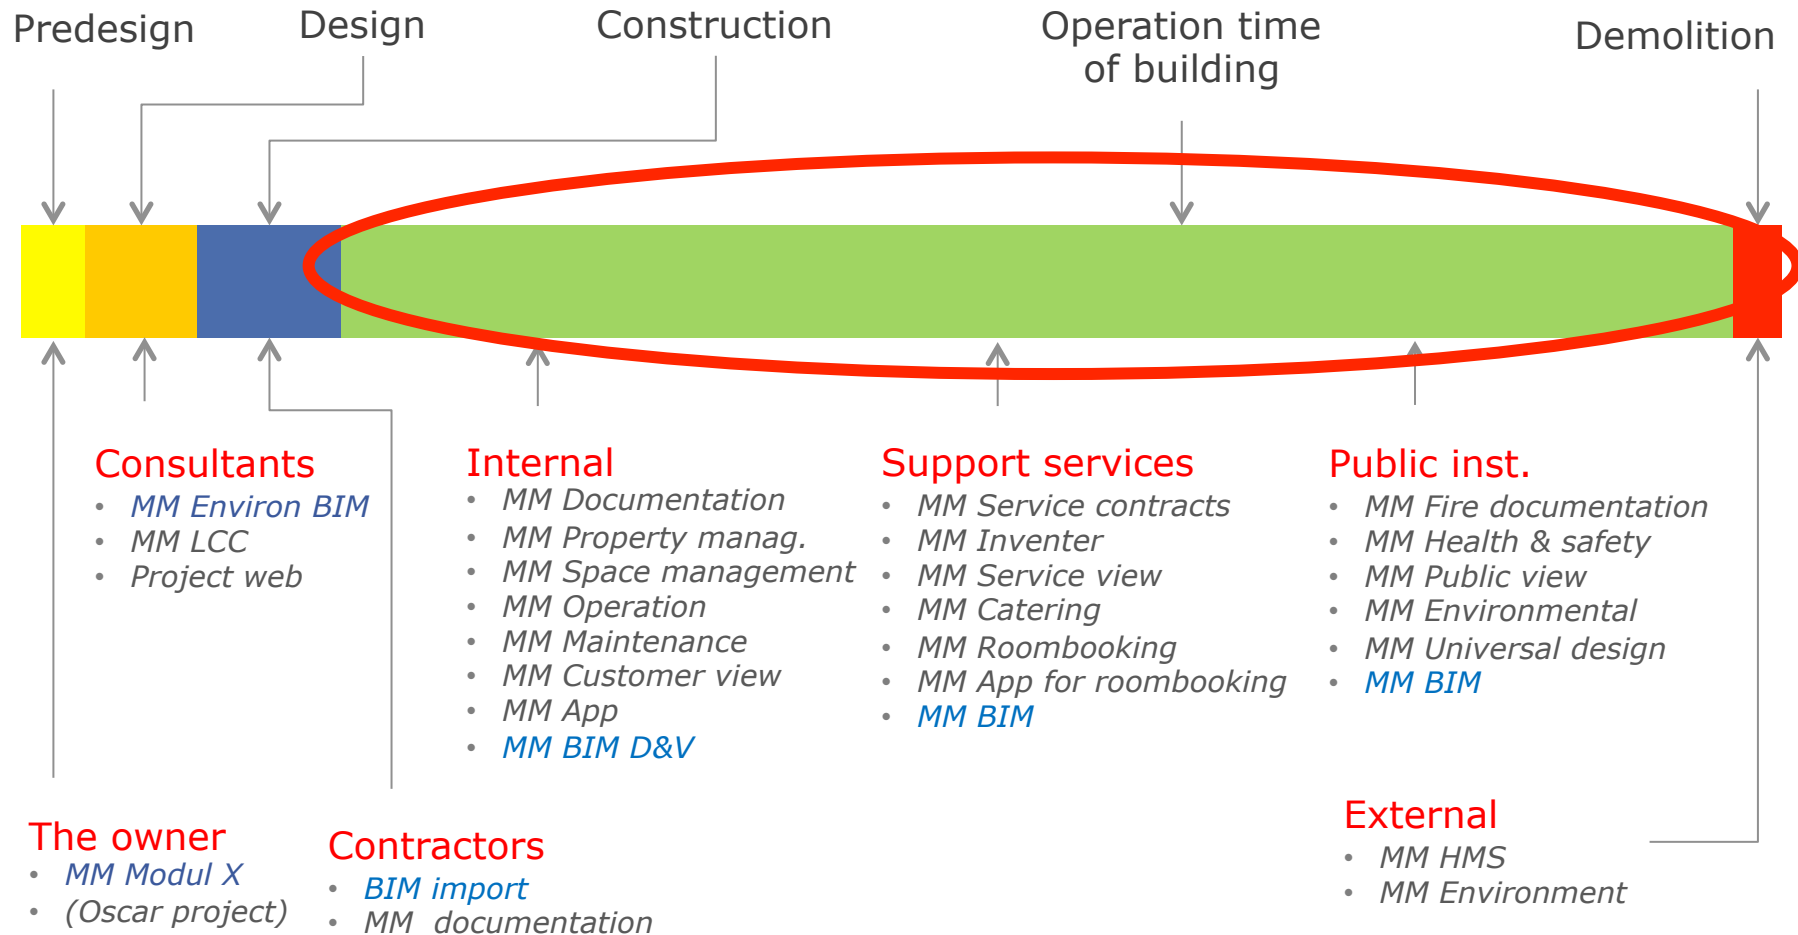 Predesign
Design
Construction
Operation time
of building
Demolition
Consultants
• MM Environ BIM
• MM LCC
• Project web
Internal
• MM Documentation
• MM Property manag.
• MM Space management
• MM Operation
• MM Maintenance
• MM Customer view
• MM App
• MM BIM D&V
Support services
• MM Service contracts
• MM Inventer
• MM Service view
• MM Catering
• MM Roombooking
• MM App for roombooking
• MM BIM
Public inst.
• MM Fire documentation
• MM Health & safety
• MM Public view
• MM Environmental
• MM Universal design
• MM BIM
The owner
• MM Modul X
• (Oscar project)
Contractors
• BIM import
• MM documentation
External
• MM HMS
• MM Environment